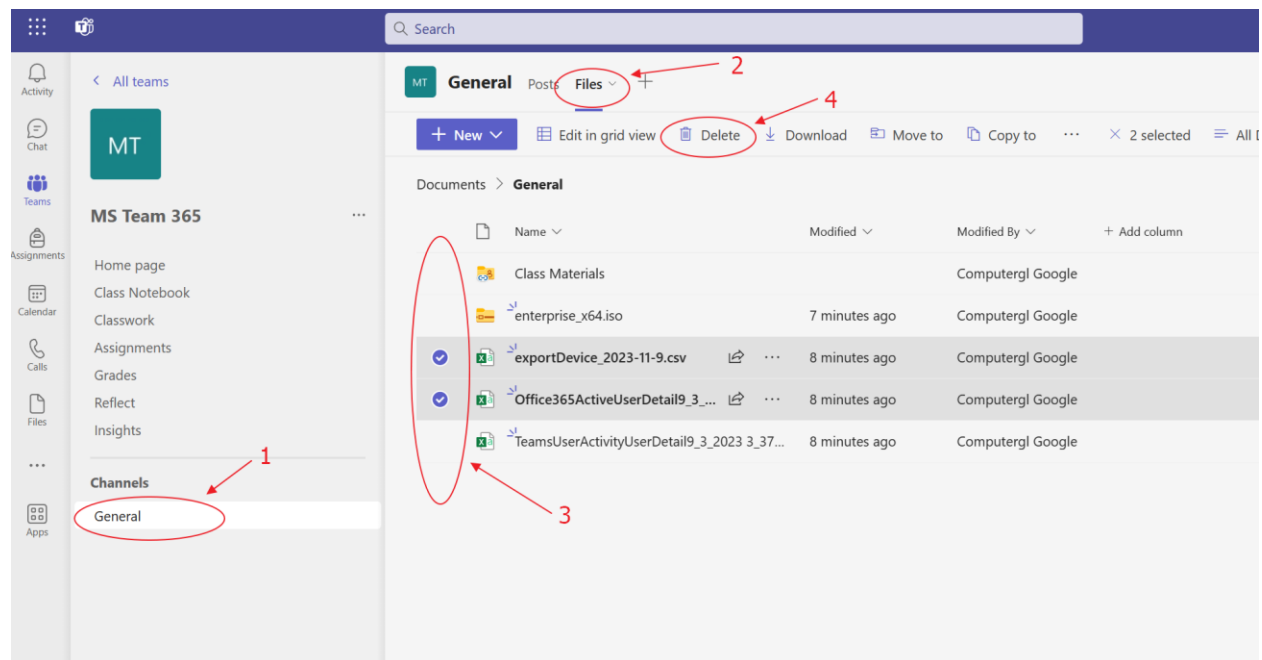 Search
Activity
Chat
Teams
Assignments
Calendar
Calls
Files
Apps
All teams
MT
MS Team 365
Home page
Class Notebook
Classwork
Assignments
Grades
Reflect
Insights
1
Channels
General
MT General Posts Files 2
4
New Edit in grid view Delete Download Move to Copy to ... 2 selected All D
Documents > General
Name Modified Modified By + Add column
Class Materials Computergl Google
enterprise_x64.iso 7 minutes ago Computergl Google
exportDevice_2023-11-9.csv ... 8 minutes ago Computergl Google
Office365ActiveUserDetail9_3_... ... 8 minutes ago Computergl Google
TeamsUserActivityUserDetail9_3_2023 3_37... 8 minutes ago Computergl Google
3